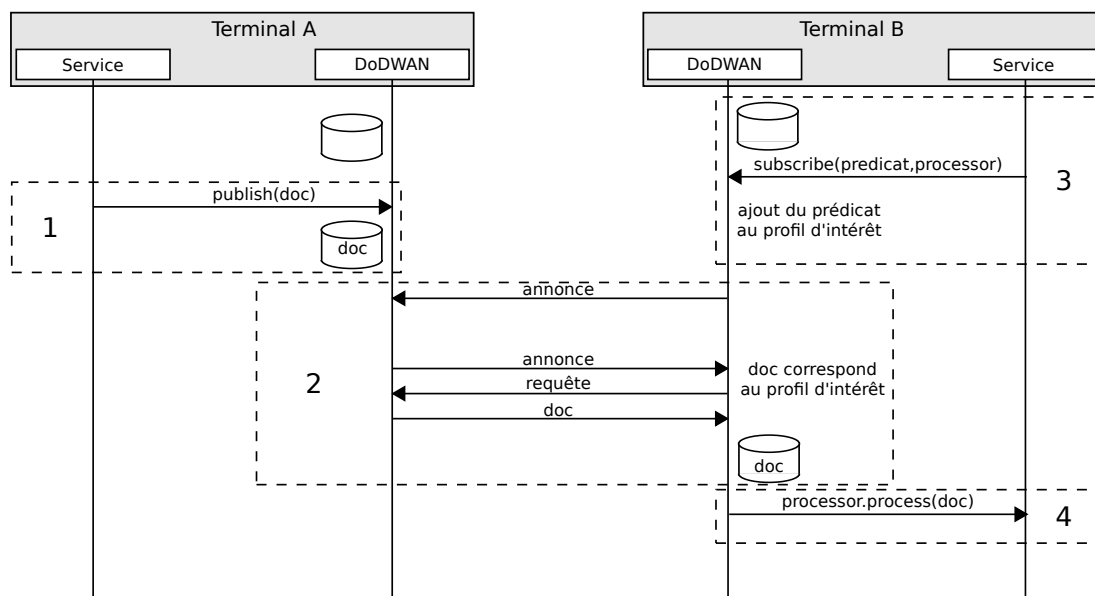 Terminal A
Terminal B
Service
DoDWAN
DoDWAN
Service
subscribe(predicat,processor)
3
publish(doc)
1
ajout du prédicat
au profil d'intérêt
doc
annonce
annonce
2
doc correspond
au profil d'intérêt
requête
doc
doc
processor.process(doc)
4